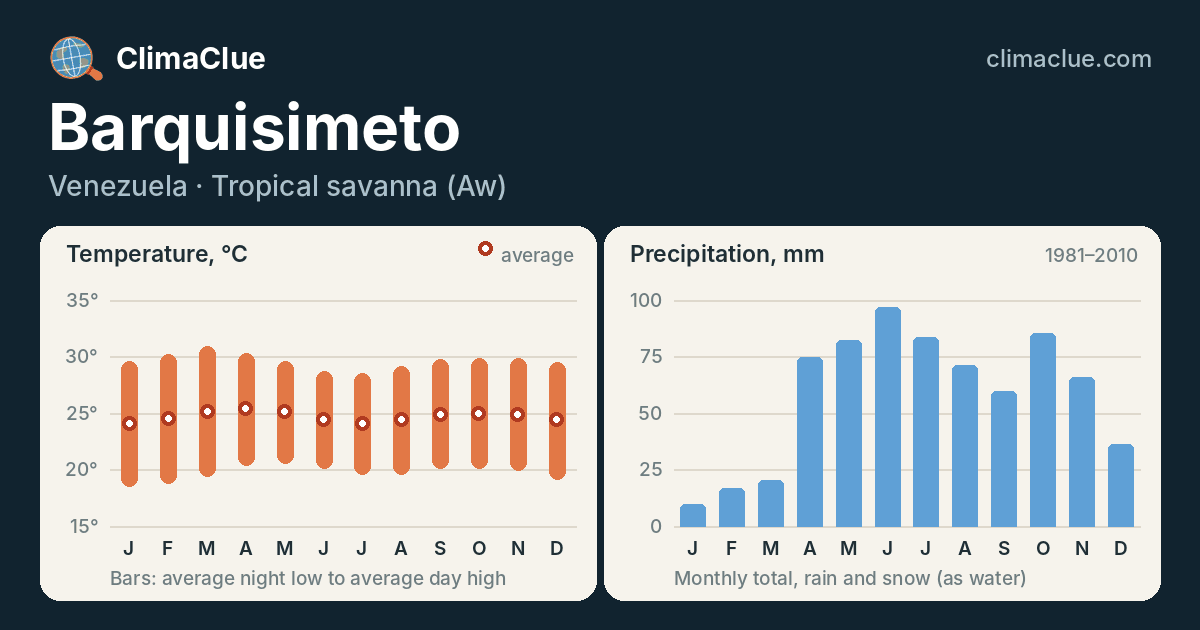 ClimaClue
climaclue.com
Barquisimeto
Venezuela · Tropical savanna (Aw)
Temperature, °C
average
35°
30°
25°
20°
15°
J F M A M J J A S O N D
Bars: average night low to average day high
Precipitation, mm
1981–2010
100
75
50
25
0
J F M A M J J A S O N D
Monthly total, rain and snow (as water)